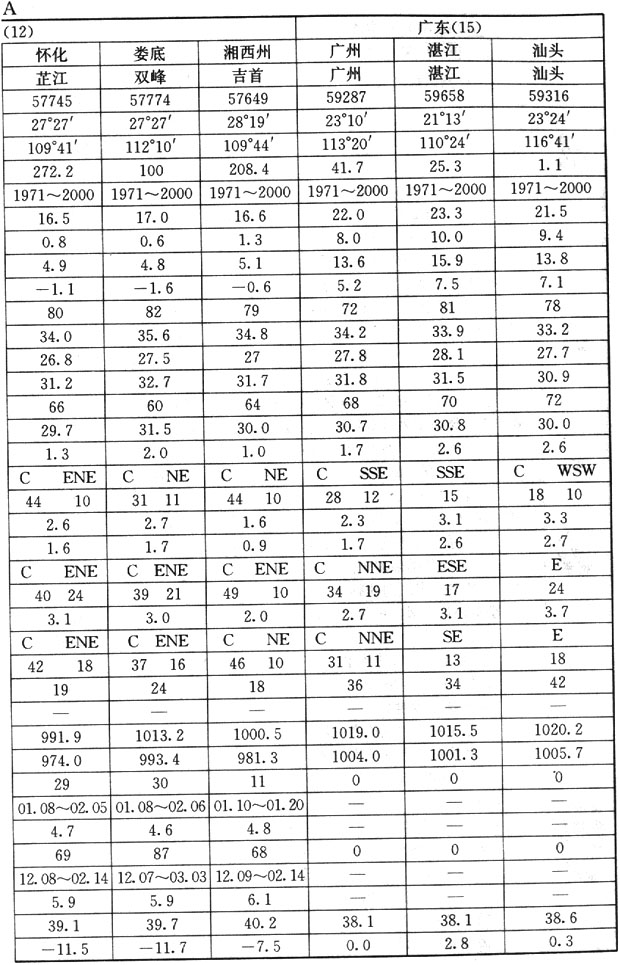 A
(12) 广东(15)
怀化 娄底 湘西州 广州 湛江 汕头
芷江 双峰 吉首 广州 湛江 汕头
57745 57774 57649 59287 59658 59316
27°27′ 27°27′ 28°19′ 23°10′ 21°13′ 23°24′
109°41′ 112°10′ 109°44′ 113°20′ 110°24′ 116°41′
272.2 100 208.4 41.7 25.3 1.1
1971～2000 1971～2000 1971～2000 1971～2000 1971～2000 1971～2000
16.5 17.0 16.6 22.0 23.3 21.5
0.8 0.6 1.3 8.0 10.0 9.4
4.9 4.8 5.1 13.6 15.9 13.8
−1.1 −1.6 −0.6 5.2 7.5 7.1
80 82 79 72 81 78
34.0 35.6 34.8 34.2 33.9 33.2
26.8 27.5 27 27.8 28.1 27.7
31.2 32.7 31.7 31.8 31.5 30.9
66 60 64 68 70 72
29.7 31.5 30.0 30.7 30.8 30.0
1.3 2.0 1.0 1.7 2.6 2.6
C ENE C NE C NE C SSE SSE C WSW
44 10 31 11 44 10 28 12 15 18 10
2.6 2.7 1.6 2.3 3.1 3.3
1.6 1.7 0.9 1.7 2.6 2.7
C ENE C ENE C ENE C NNE ESE E
40 24 39 21 49 10 34 19 17 24
3.1 3.0 2.0 2.7 3.1 3.7
C ENE C ENE C NE C NNE SE E
42 18 37 16 46 10 31 11 13 18
19 24 18 36 34 42
— — — — — —
991.9 1013.2 1000.5 1019.0 1015.5 1020.2
974.0 993.4 981.3 1004.0 1001.3 1005.7
29 30 11 0 0 0
01.08～02.05 01.08～02.06 01.10～01.20 — — —
4.7 4.6 4.8 — — —
69 87 68 0 0 0
12.08～02.14 12.07～03.03 12.09～02.14 — — —
5.9 5.9 6.1 — — —
39.1 39.7 40.2 38.1 38.1 38.6
−11.5 −11.7 −7.5 0.0 2.8 0.3